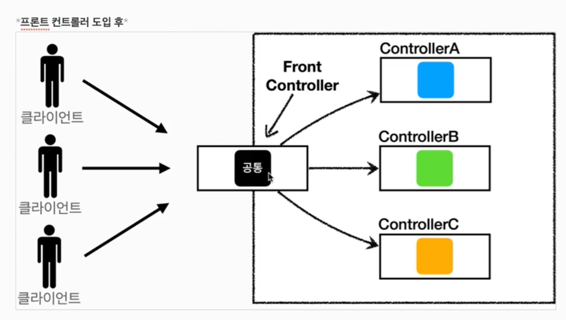 *프론트 컨트롤러 도입 후*
Front
Controller
ControllerA
클라이언트
공통
ControllerB
클라이언트
ControllerC
클라이언트